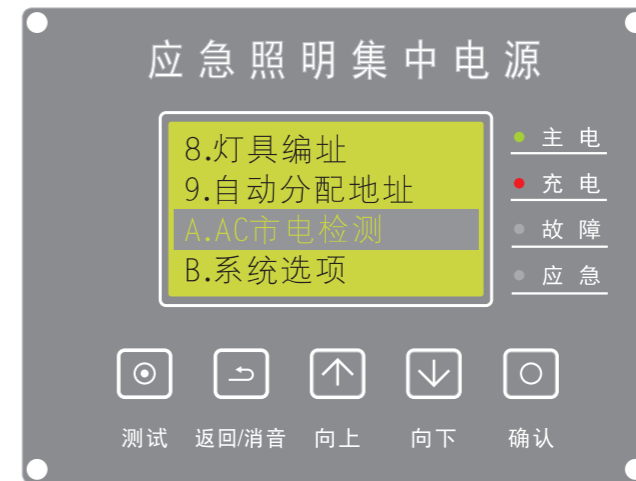 应急照明集中电源
8.灯具编址
9.自动分配地址
A.AC市电检测
B.系统选项
主电
充电
故障
应急
测试 返回/消音 向上 向下 确认